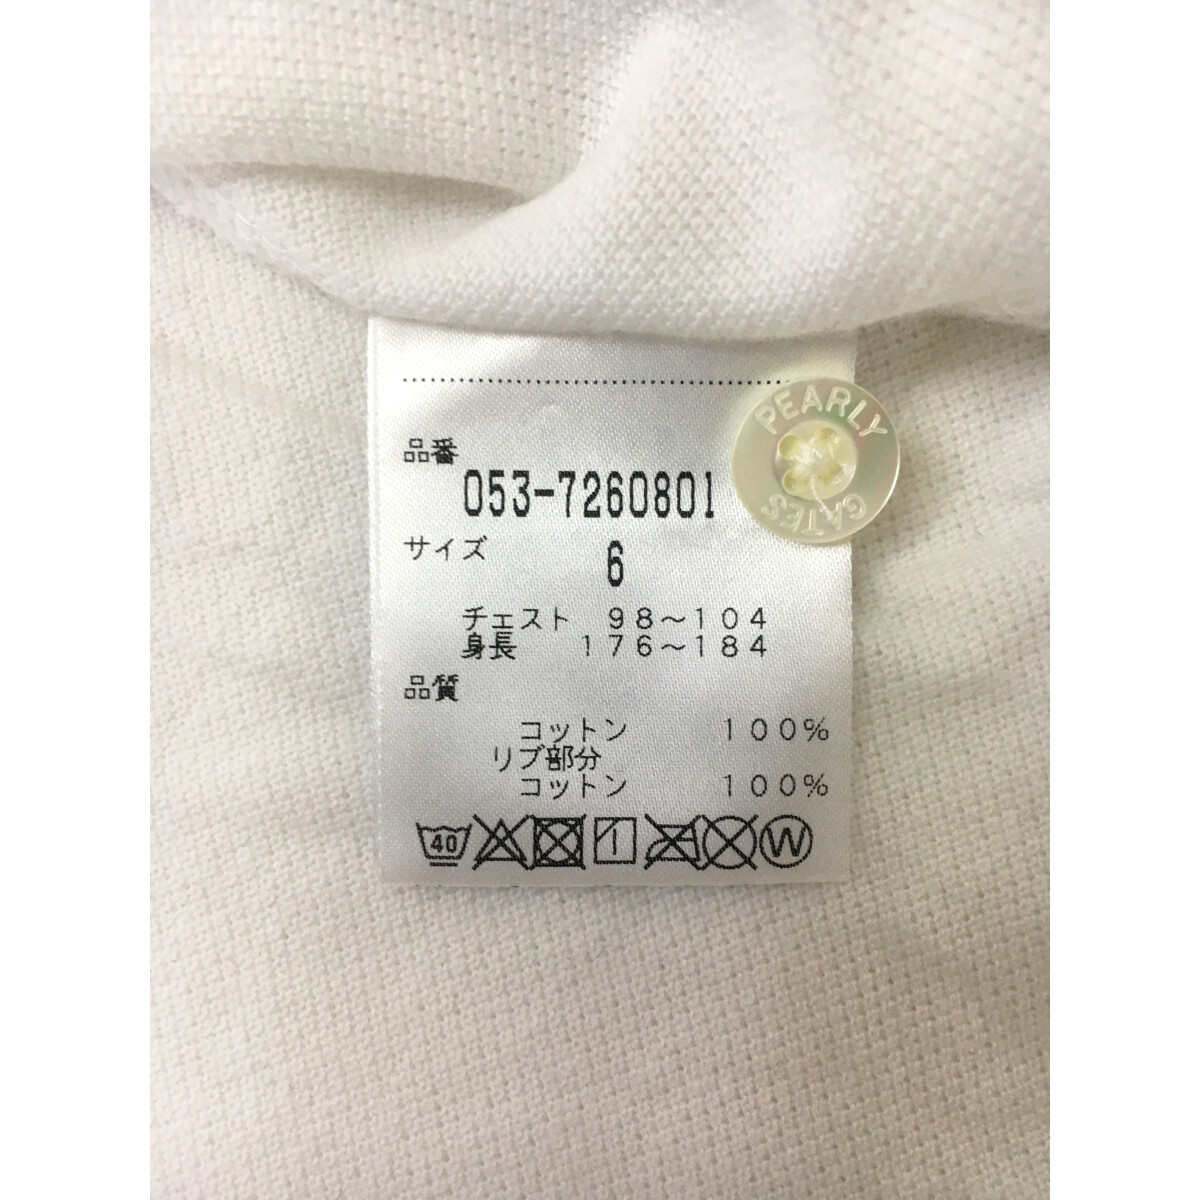 品番
053-7260801
PEARLY
GATES
サイズ
6
チェスト 98～104
身長 176～184
品質
コットン 100%
リブ部分
コットン 100%
40
W